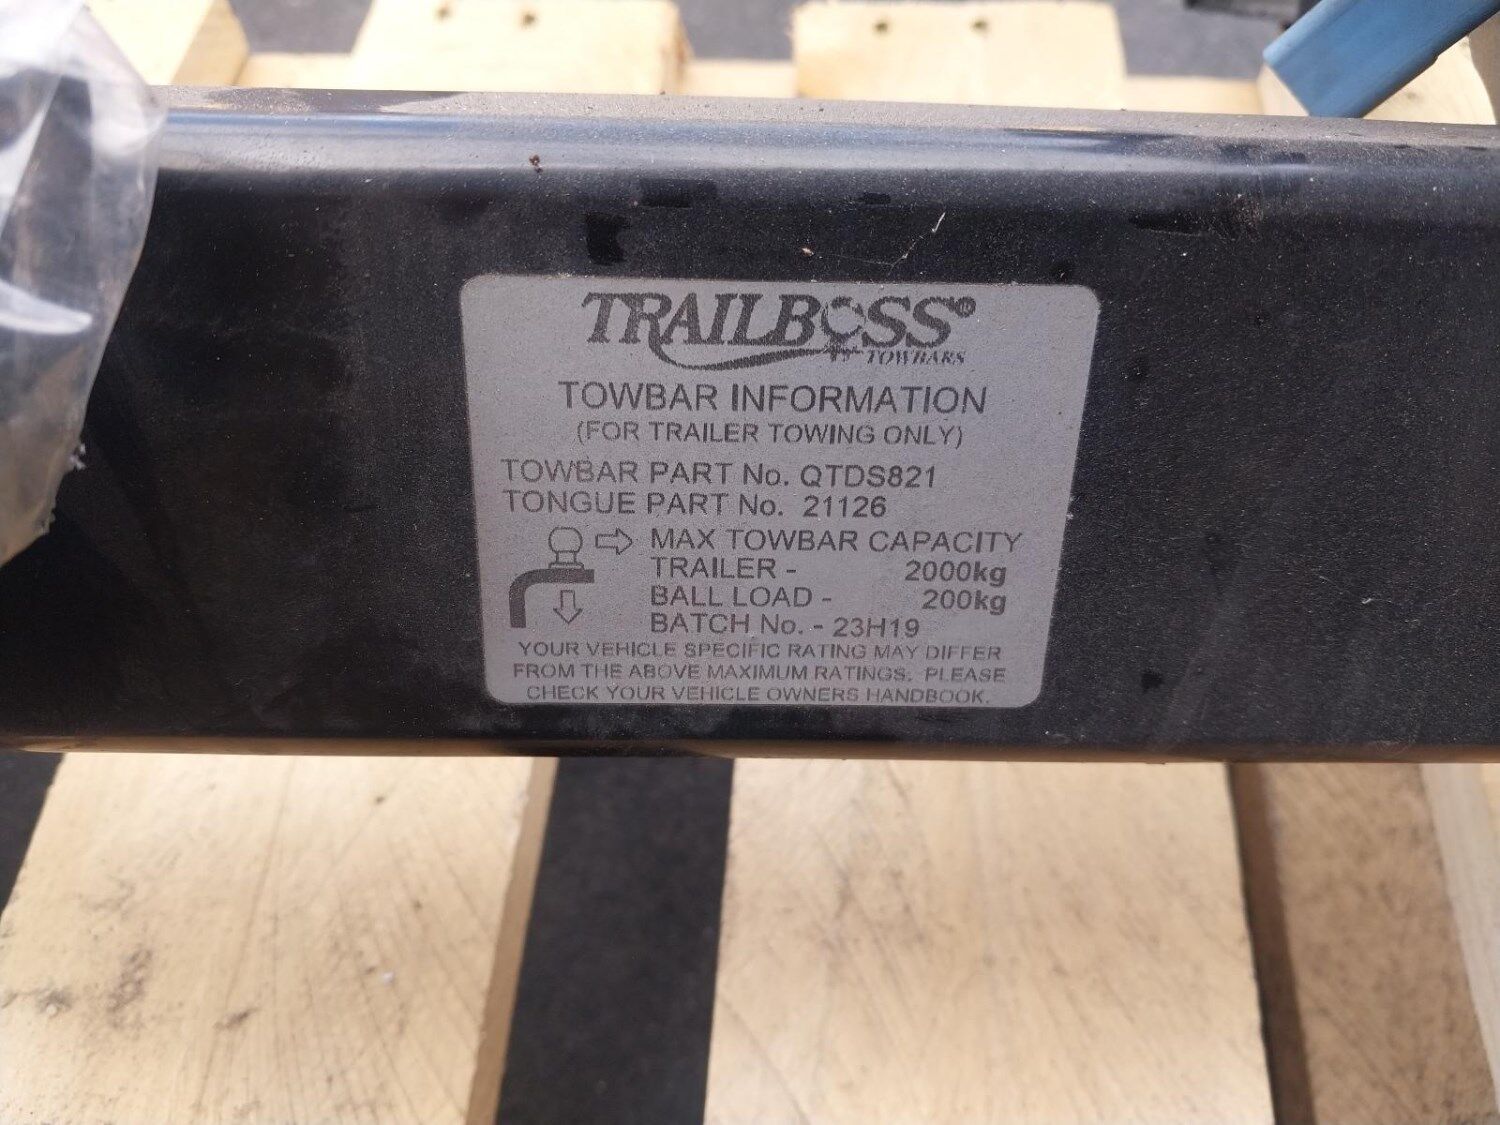 TRAILBOSS®
TOWBARS
TOWBAR INFORMATION
(FOR TRAILER TOWING ONLY)
TOWBAR PART No. QTDS821
TONGUE PART No. 21126
MAX TOWBAR CAPACITY
TRAILER - 2000kg
BALL LOAD - 200kg
BATCH No. - 23H19
YOUR VEHICLE SPECIFIC RATING MAY DIFFER
FROM THE ABOVE MAXIMUM RATINGS. PLEASE
CHECK YOUR VEHICLE OWNERS HANDBOOK.